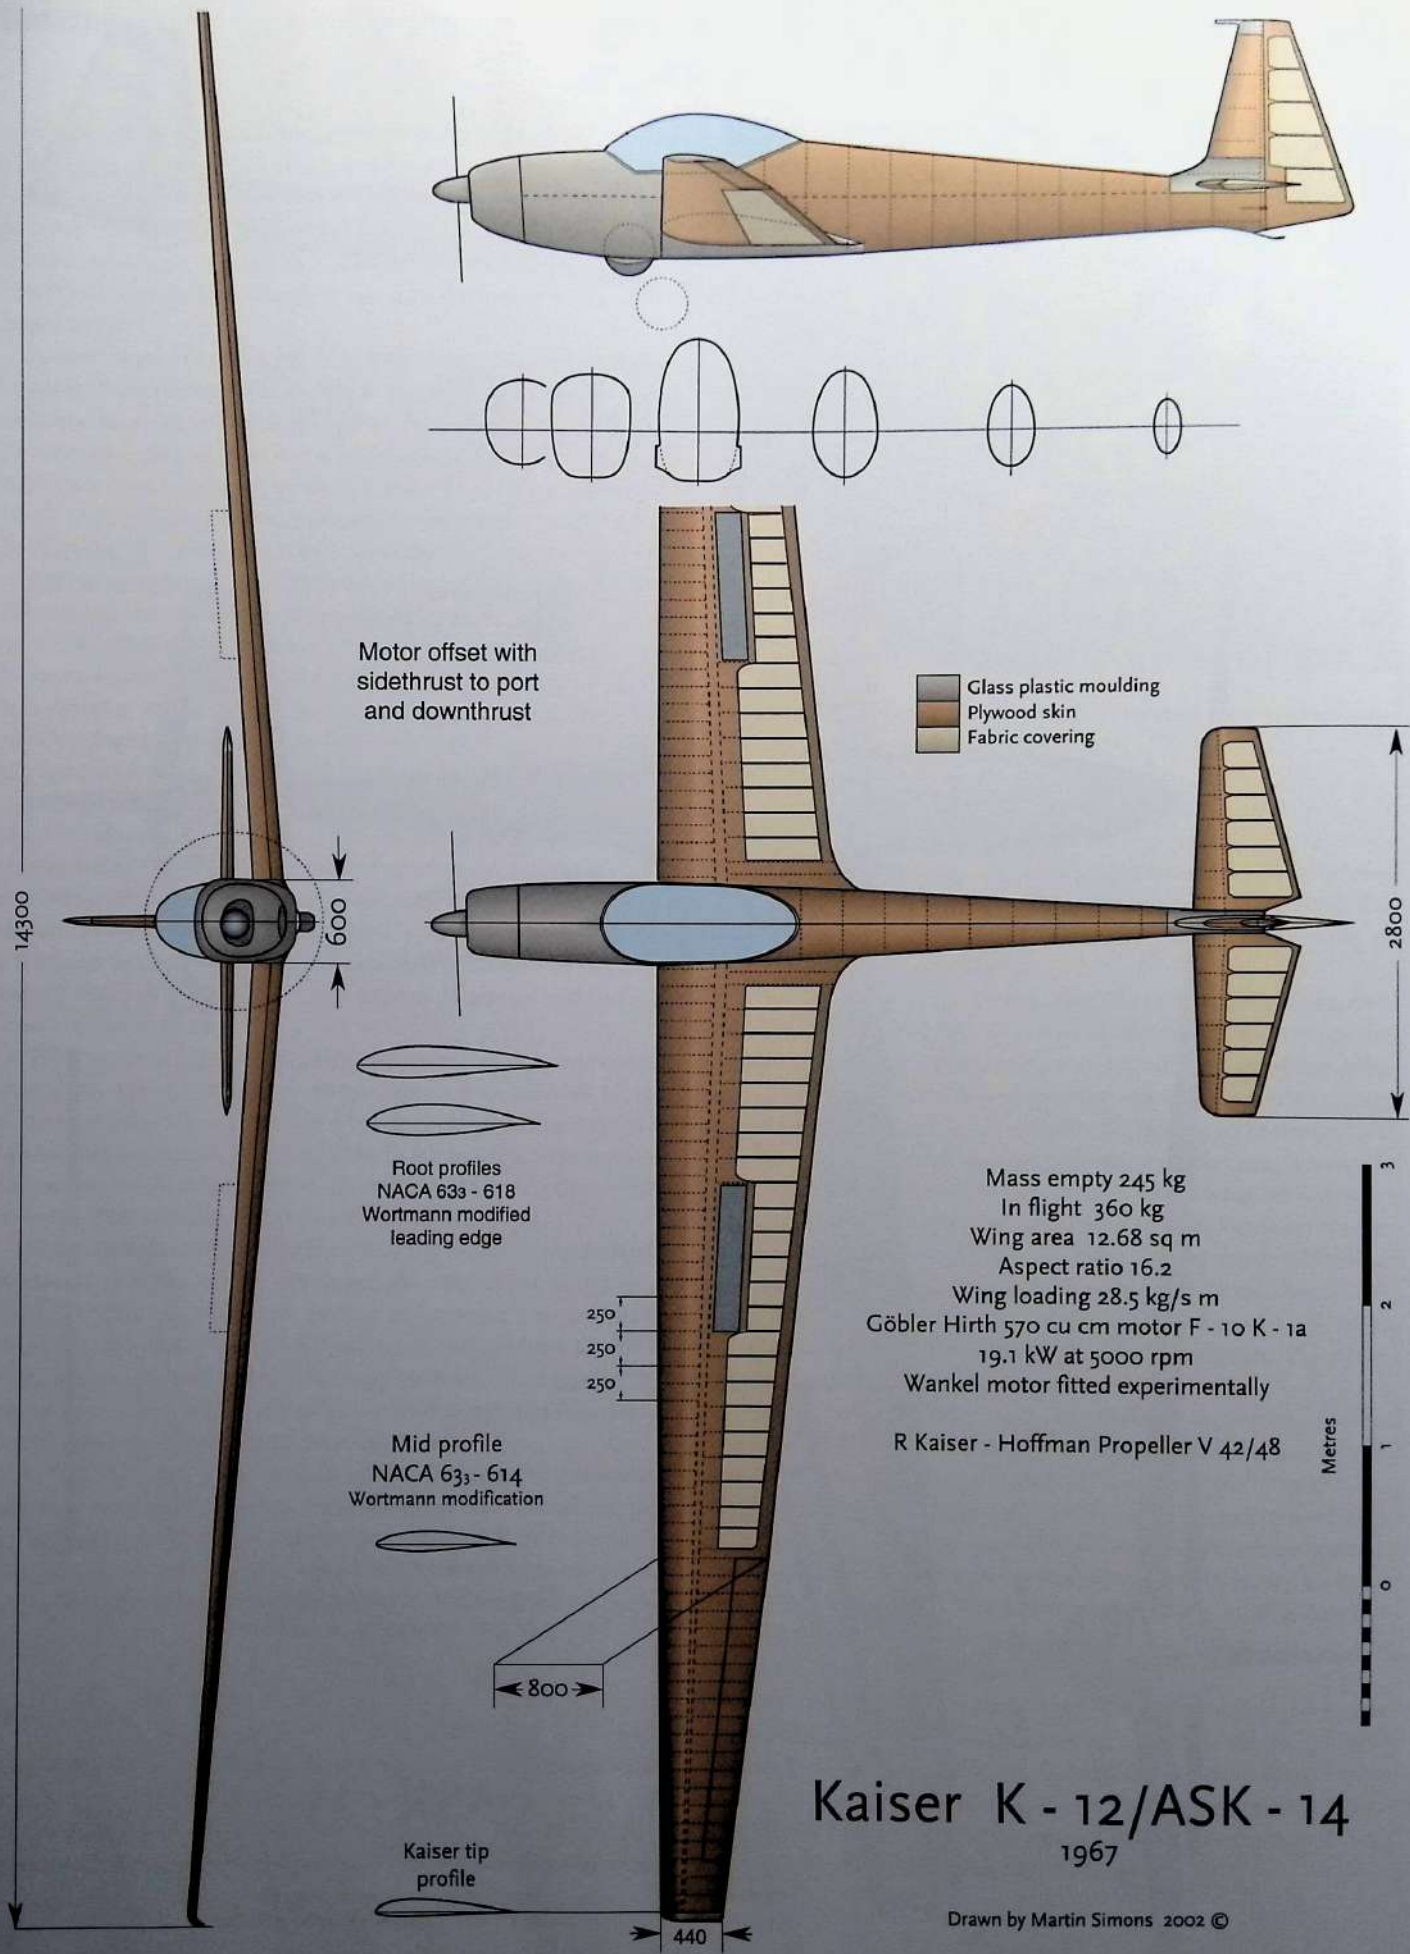 Motor offset with
sidethrust to port
and downthrust
Glass plastic moulding
Plywood skin
Fabric covering
14300
600
2800
Root profiles
NACA 63₃ - 618
Wortmann modified
leading edge
250
250
250
Mass empty 245 kg
In flight 360 kg
Wing area 12.68 sq m
Aspect ratio 16.2
Wing loading 28.5 kg/s m
Göbler Hirth 570 cu cm motor F - 10 K - 1a
19.1 kW at 5000 rpm
Wankel motor fitted experimentally
R Kaiser - Hoffman Propeller V 42/48
3
2
1
0
Metres
Mid profile
NACA 63₃ - 614
Wortmann modification
800
Kaiser K - 12/ASK - 14
1967
Kaiser tip
profile
440
Drawn by Martin Simons 2002 ©